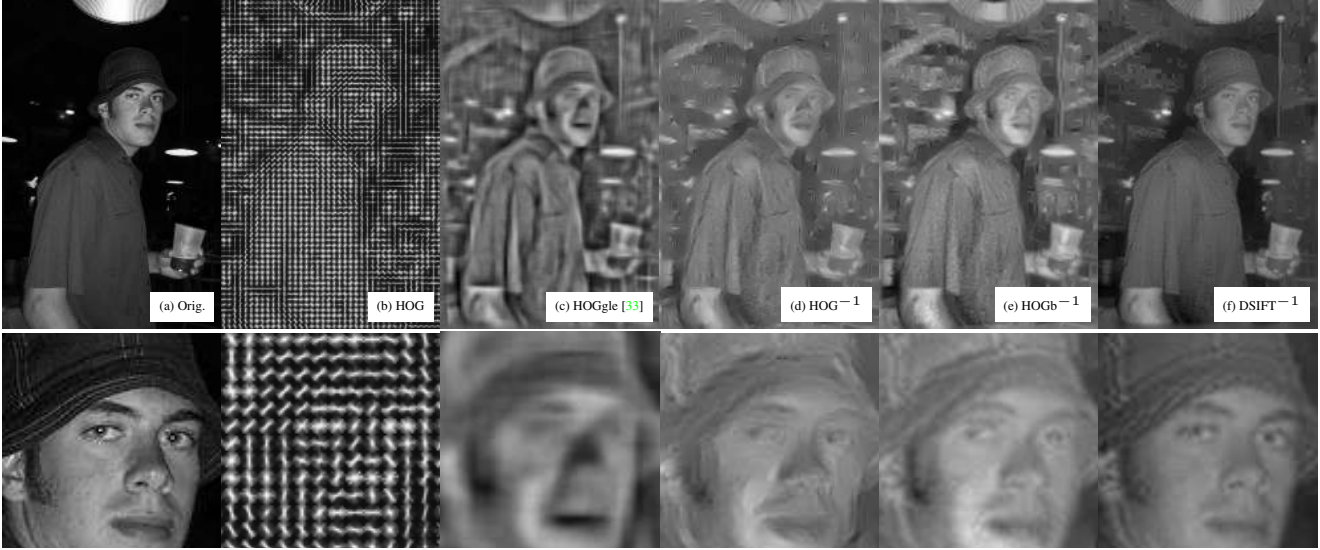 (a) Orig.
(b) HOG
(c) HOGgle [33]
(d) HOG−1
(e) HOGb−1
(f) DSIFT−1